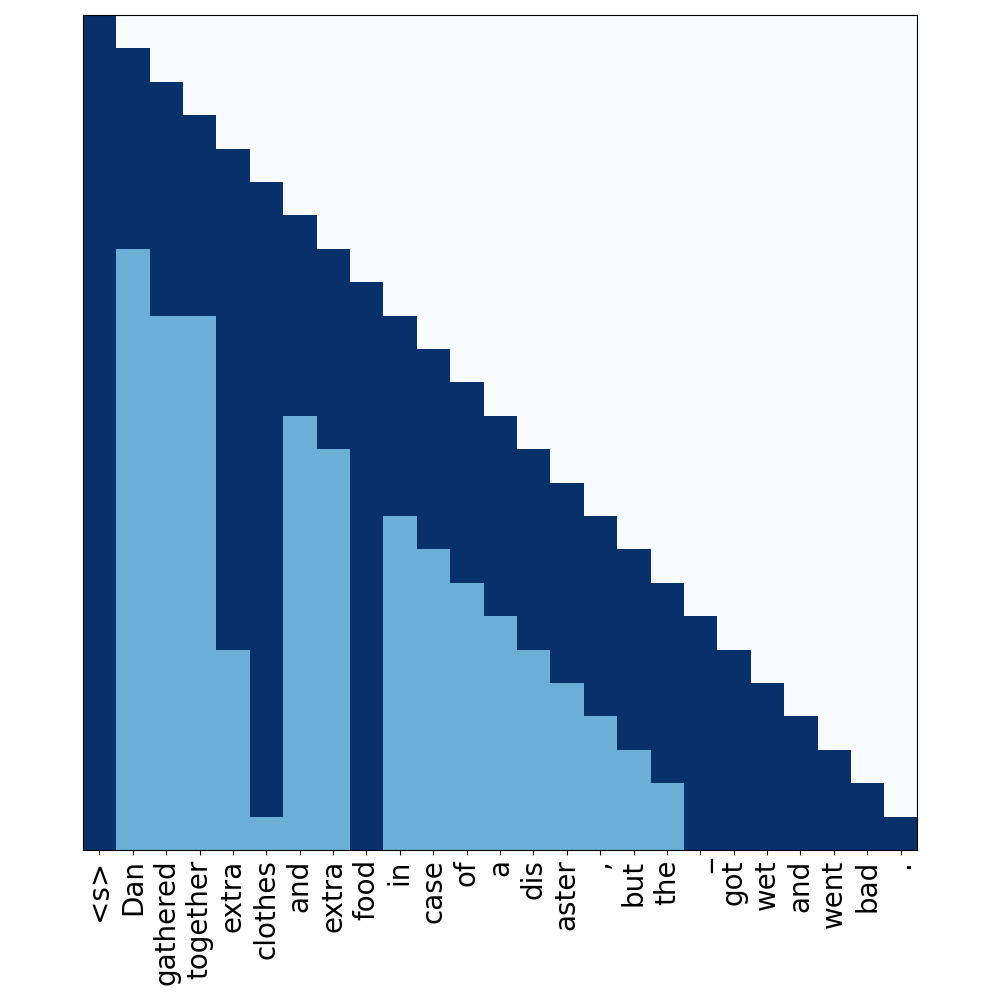 <s> Dan gathered together extra clothes and extra food in case of a dis aster , but the _ got wet and went bad .